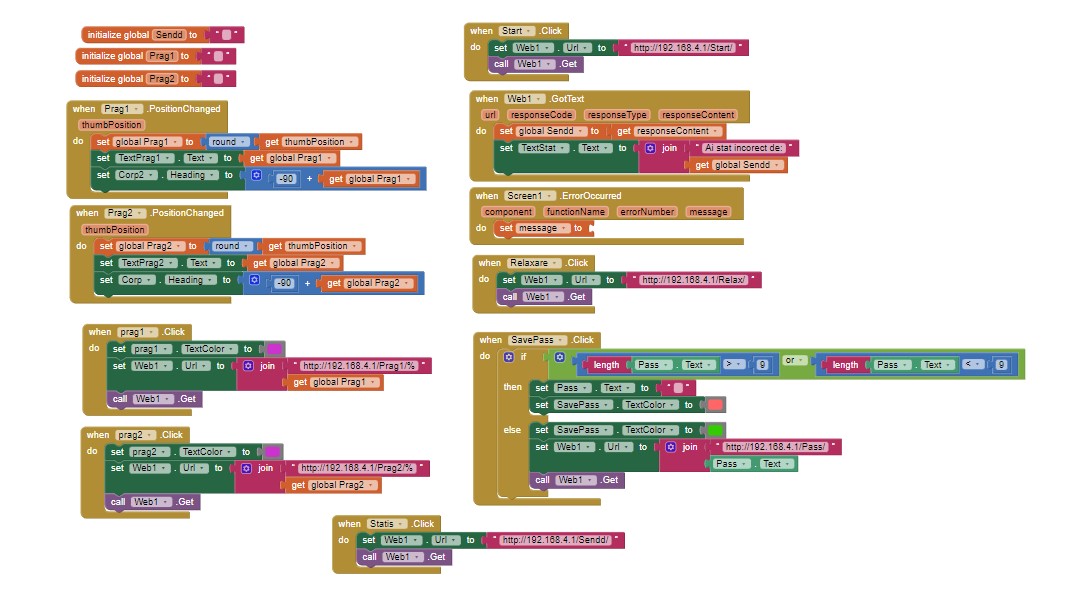 initialize global Sendd to " "
initialize global Prag1 to " "
initialize global Prag2 to " "
when Prag1 .PositionChanged
thumbPosition
do set global Prag1 to round get thumbPosition
set TextPrag1 . Text to get global Prag1
set Corp2 . Heading to -90 + get global Prag1
when Prag2 .PositionChanged
thumbPosition
do set global Prag2 to round get thumbPosition
set TextPrag2 . Text to get global Prag2
set Corp . Heading to -90 + get global Prag2
when prag1 .Click
do set prag1 . TextColor to
set Web1 . Url to join " http://192.168.4.1/Prag1/% "
get global Prag1
call Web1 .Get
when prag2 .Click
do set prag2 . TextColor to
set Web1 . Url to join " http://192.168.4.1/Prag2/% "
get global Prag2
call Web1 .Get
when Start .Click
do set Web1 . Url to " http://192.168.4.1/Start/ "
call Web1 .Get
when Web1 .GotText
url responseCode responseType responseContent
do set global Sendd to get responseContent
set TextStat . Text to join " Ai stat incorect de: "
get global Sendd
when Screen1 .ErrorOccurred
component functionName errorNumber message
do set message to
when Relaxare .Click
do set Web1 . Url to " http://192.168.4.1/Relax/ "
call Web1 .Get
when SavePass .Click
do if length Pass . Text > 9 or length Pass . Text < 9
then set Pass . Text to " "
set SavePass . TextColor to
else set SavePass . TextColor to
set Web1 . Url to join " http://192.168.4.1/Pass/ "
Pass . Text
call Web1 .Get
when Statis .Click
do set Web1 . Url to " http://192.168.4.1/Sendd/ "
call Web1 .Get